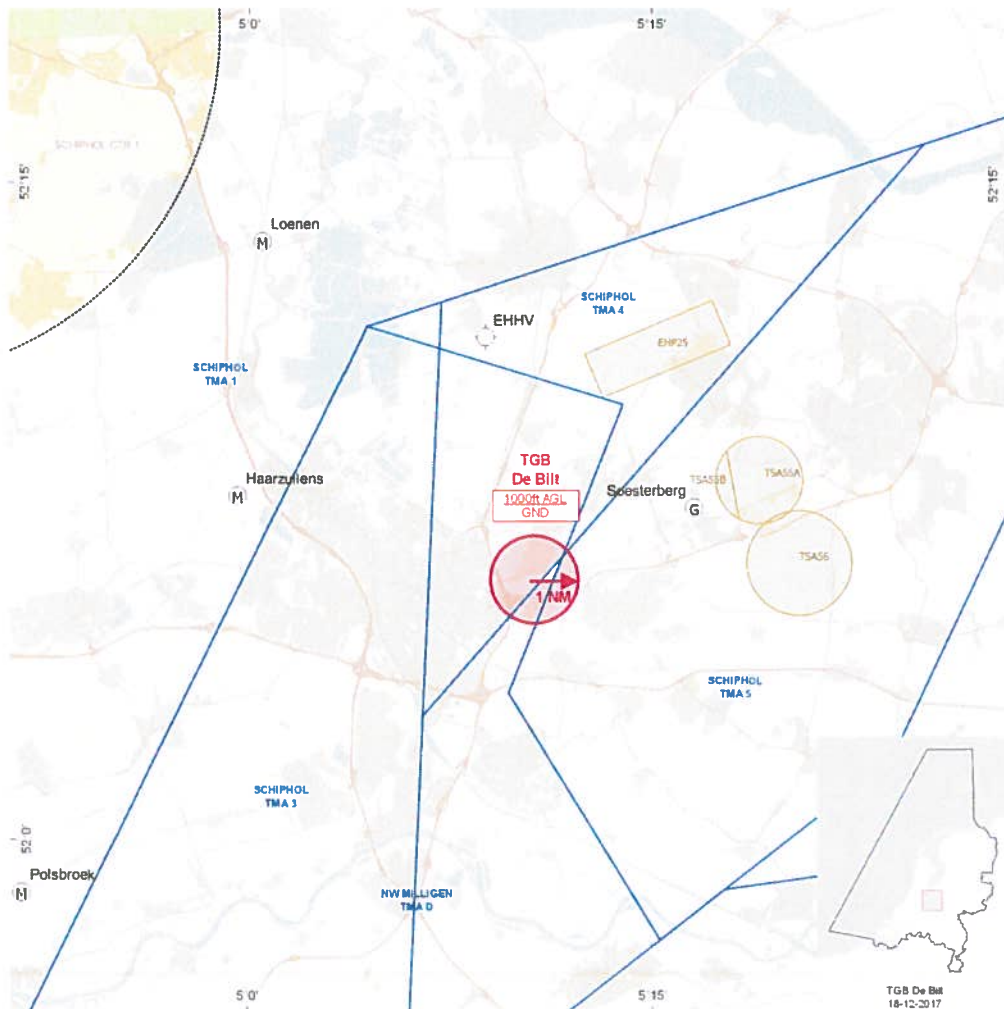 5°0'
5°15'
52°15'
52°15'
SCHIPHOL CTR 1
Loenen
M
SCHIPHOL
TMA 4
EHHV
EHP25
SCHIPHOL
TMA 1
TGB
De Bilt
1000ft AGL
GND
Haarzuilens
M
Soesterberg
G
TSA55B
TSA55A
TSA56
1 NM
SCHIPHOL
TMA 5
SCHIPHOL
TMA 3
52°0'
Polsbroek
M
NW MILLIGEN
TMA D
5°0'
5°15'
TGB De Bilt
18-12-2017